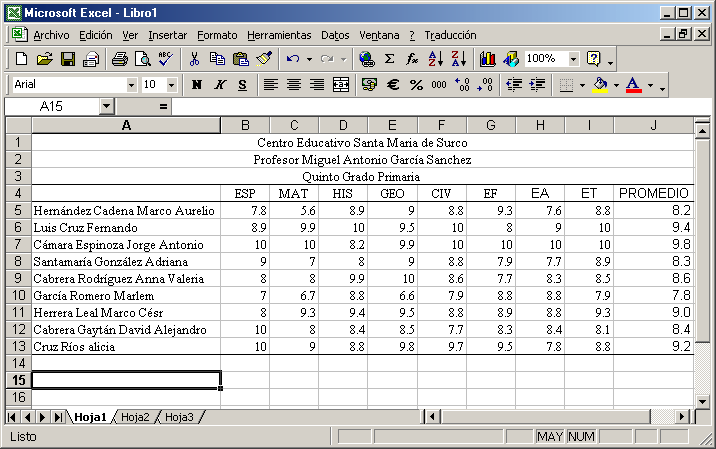 Microsoft Excel - Libro1
Archivo Edición Ver Insertar Formato Herramientas Datos Ventana ? Traducción
100%
Arial 10 N K S € % 000
A15 =
A B C D E F G H I J
1 Centro Educativo Santa Maria de Surco
2 Profesor Miguel Antonio García Sanchez
3 Quinto Grado Primaria
4 ESP MAT HIS GEO CIV EF EA ET PROMEDIO
5 Hernández Cadena Marco Aurelio 7.8 5.6 8.9 9 8.8 9.3 7.6 8.8 8.2
6 Luis Cruz Fernando 8.9 9.9 10 9.5 10 8 9 10 9.4
7 Cámara Espinoza Jorge Antonio 10 10 8.2 9.9 10 10 10 10 9.8
8 Santamaría González Adriana 9 7 8 9 8.8 7.9 7.7 8.9 8.3
9 Cabrera Rodríguez Anna Valeria 8 8 9.9 10 8.6 7.7 8.3 8.5 8.6
10 García Romero Marlem 7 6.7 8.8 6.6 7.9 8.8 8.8 7.9 7.8
11 Herrera Leal Marco Césr 8 9.3 9.4 9.5 8.8 8.9 8.8 9.3 9.0
12 Cabrera Gaytán David Alejandro 10 8 8.4 8.5 7.7 8.3 8.4 8.1 8.4
13 Cruz Ríos alicia 10 9 8.8 9.8 9.7 9.5 7.8 8.8 9.2
14
15
16
Hoja1 Hoja2 Hoja3
Listo MAY NUM